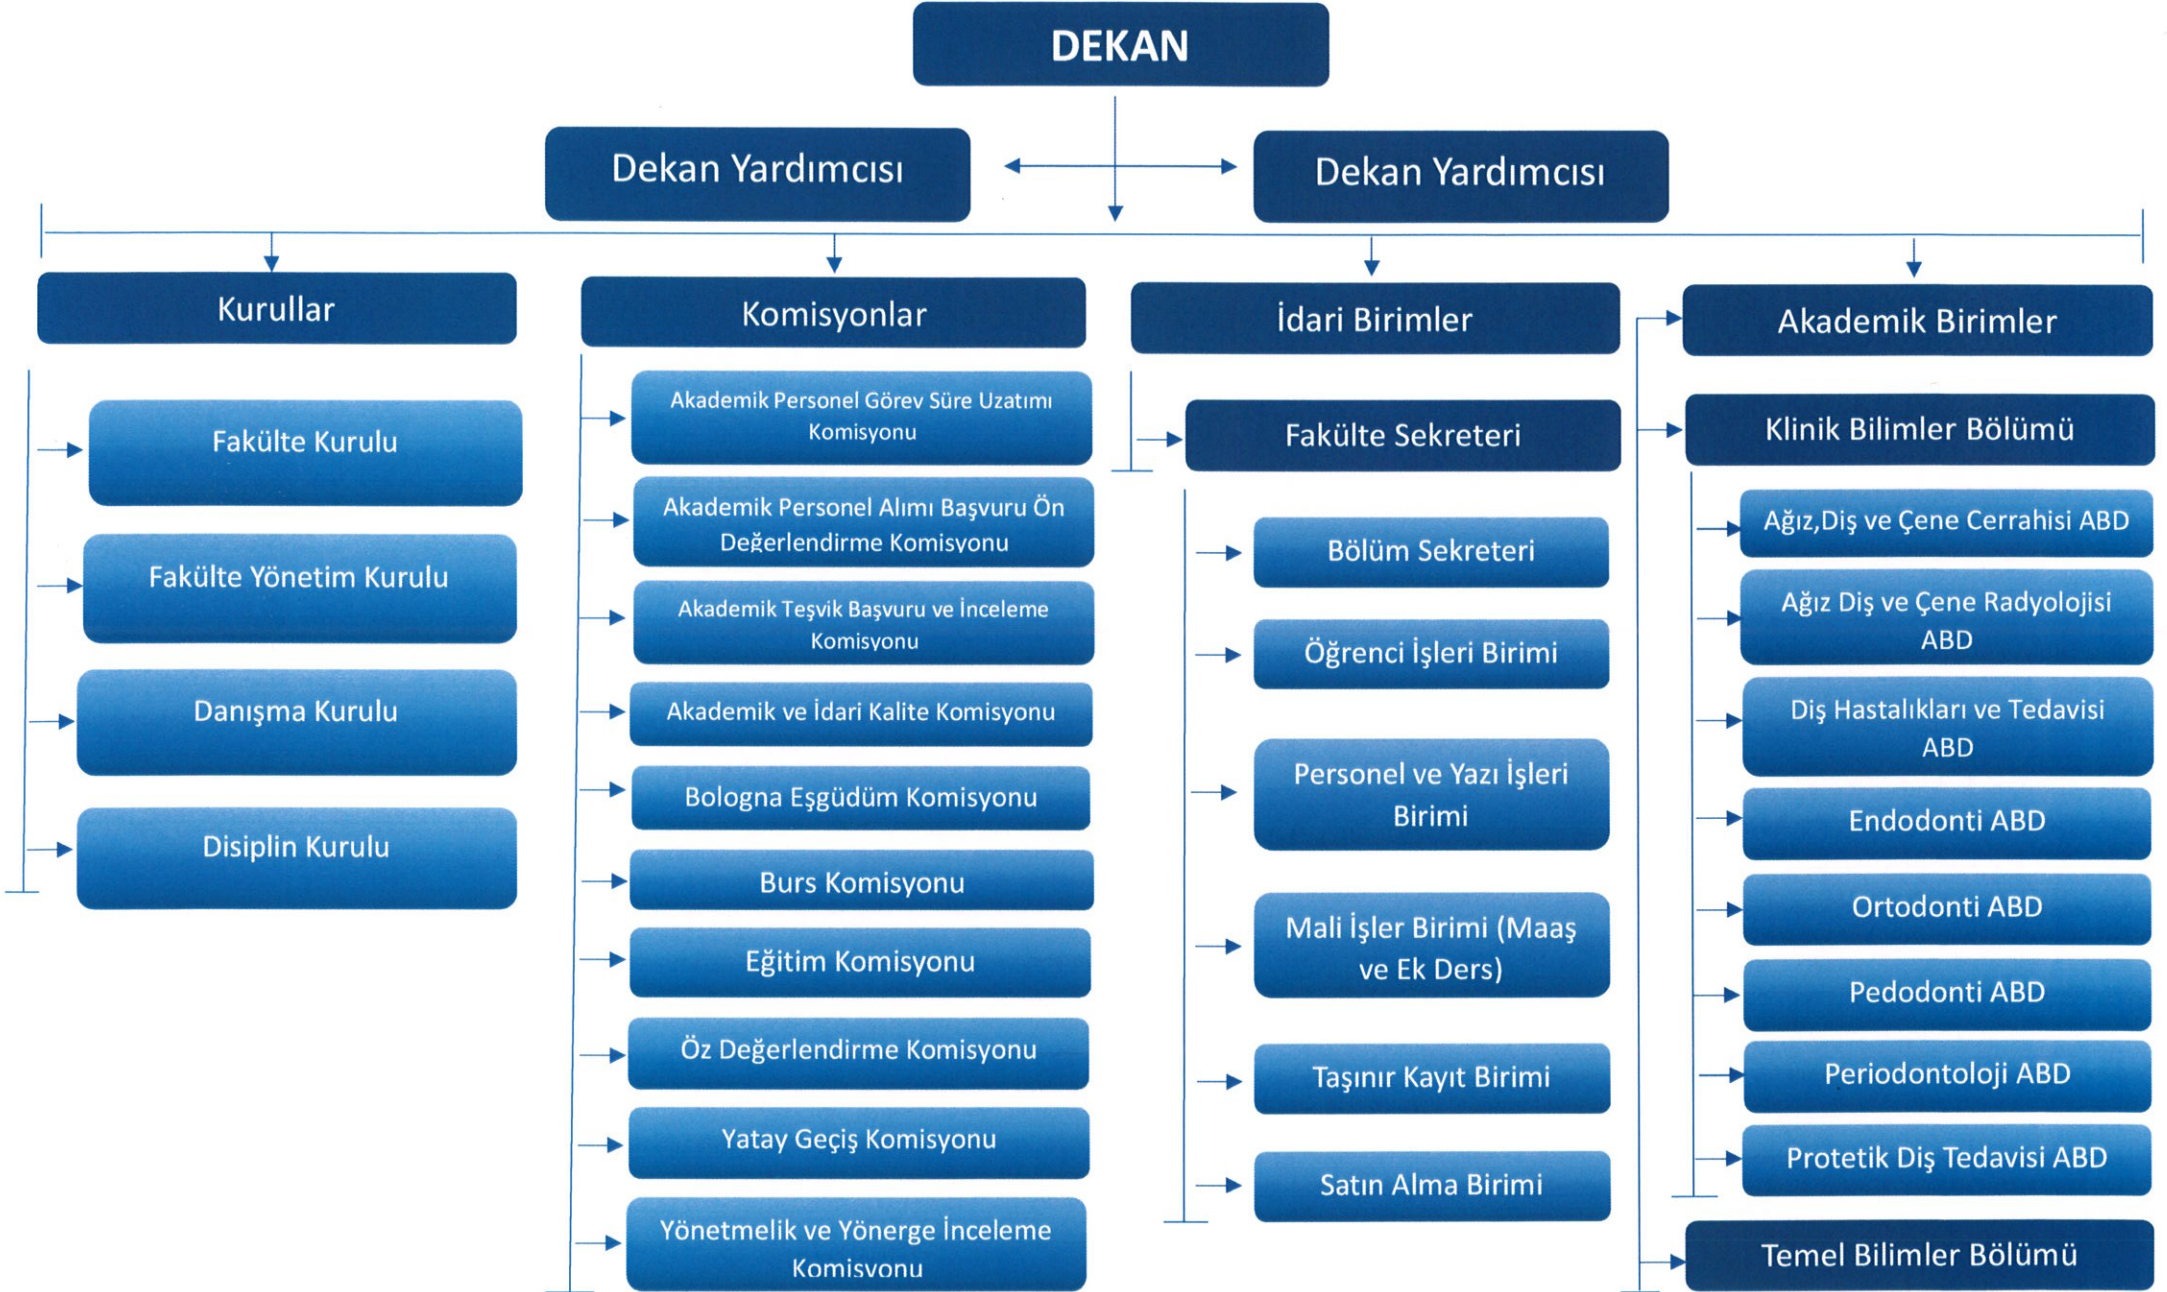 DEKAN
Dekan Yardımcısı
Dekan Yardımcısı
Kurullar
Fakülte Kurulu
Fakülte Yönetim Kurulu
Danışma Kurulu
Disiplin Kurulu
Komisyonlar
Akademik Personel Görev Süre Uzatımı
Komisyonu
Akademik Personel Alımı Başvuru Ön
Değerlendirme Komisyonu
Akademik Teşvik Başvuru ve İnceleme
Komisyonu
Akademik ve İdari Kalite Komisyonu
Bologna Eşgüdüm Komisyonu
Burs Komisyonu
Eğitim Komisyonu
Öz Değerlendirme Komisyonu
Yatay Geçiş Komisyonu
Yönetmelik ve Yönerge İnceleme
Komisyonu
İdari Birimler
Fakülte Sekreteri
Bölüm Sekreteri
Öğrenci İşleri Birimi
Personel ve Yazı İşleri
Birimi
Mali İşler Birimi (Maaş
ve Ek Ders)
Taşınır Kayıt Birimi
Satın Alma Birimi
Akademik Birimler
Klinik Bilimler Bölümü
Ağız,Diş ve Çene Cerrahisi ABD
Ağız Diş ve Çene Radyolojisi
ABD
Diş Hastalıkları ve Tedavisi
ABD
Endodonti ABD
Ortodonti ABD
Pedodonti ABD
Periodontoloji ABD
Protetik Diş Tedavisi ABD
Temel Bilimler Bölümü